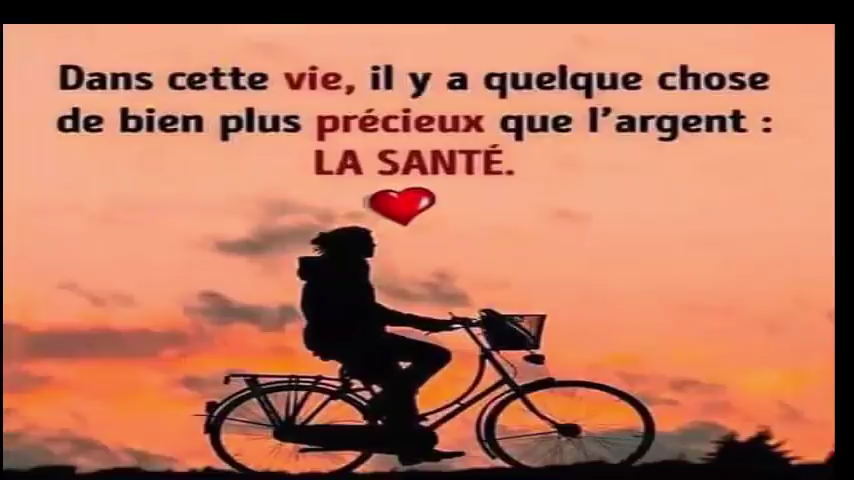 Dans cette vie, il y a quelque chose
de bien plus précieux que l'argent :
LA SANTÉ.